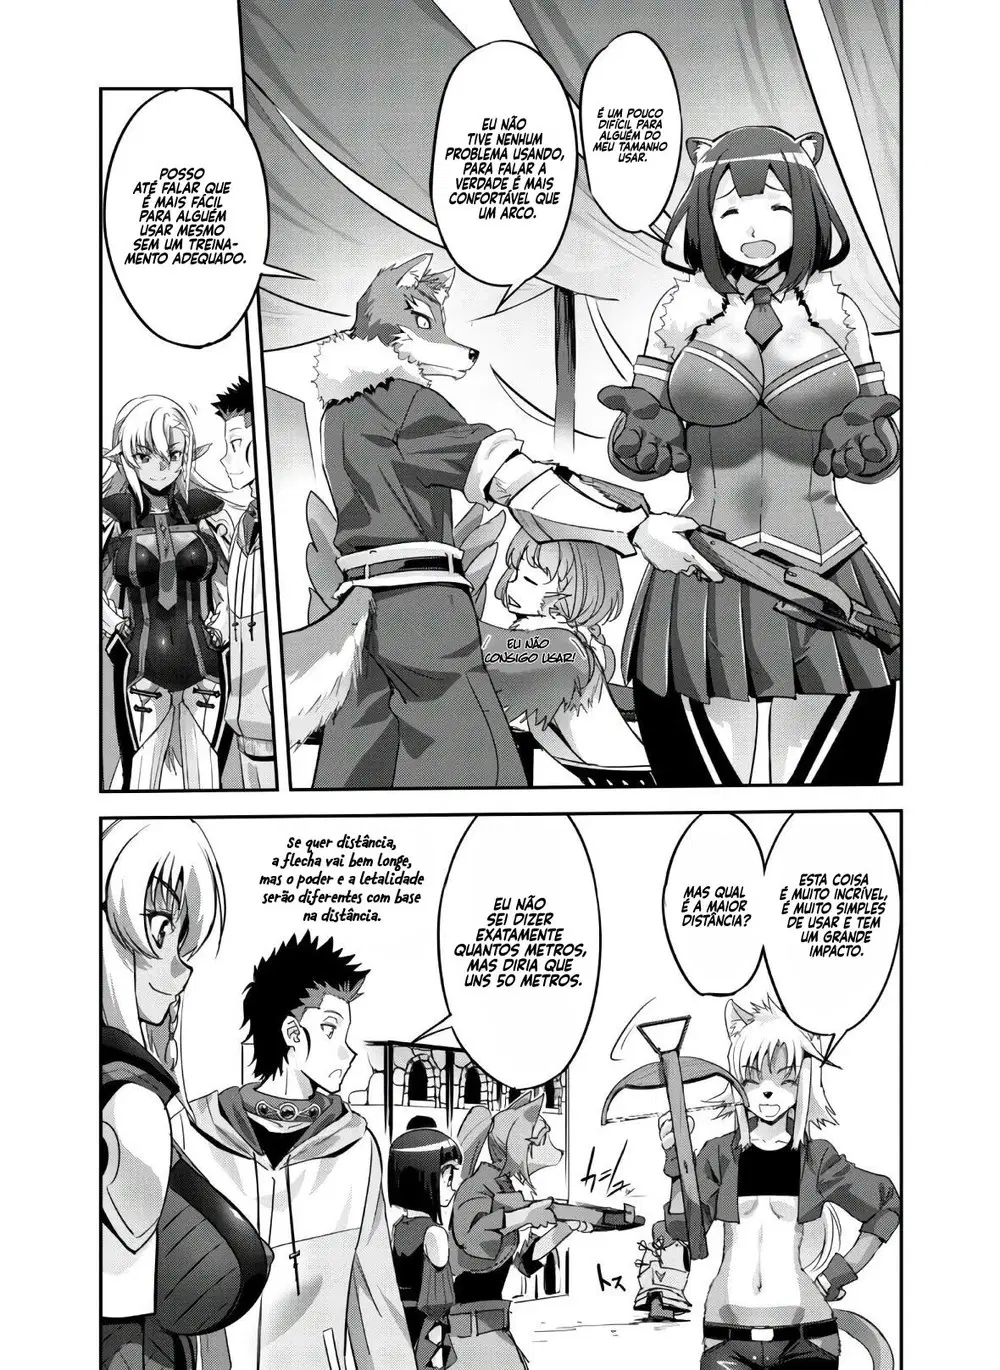 É UM POUCO
DIFÍCIL PARA
ALGUÉM DO
MEU TAMANHO
USAR.
EU NÃO
TIVE NENHUM
PROBLEMA USANDO,
PARA FALAR A
VERDADE É MAIS
CONFORTÁVEL QUE
UM ARCO.
EU NÃO
CONSIGO USAR!
POSSO
ATÉ FALAR QUE
É MAIS FÁCIL
PARA ALGUÉM
USAR MESMO
SEM UM TREINA-
MENTO ADEQUADO.
ESTA COISA
É MUITO INCRÍVEL,
É MUITO SIMPLES
DE USAR E TEM
UM GRANDE
IMPACTO.
MAS QUAL
É A MAIOR
DISTÂNCIA?
EU NÃO
SEI DIZER
EXATAMENTE
QUANTOS METROS,
MAS DIRIA QUE
UNS 50 METROS.
Se quer distância,
a flecha vai bem longe,
mas o poder e a letalidade
serão diferentes com base
na distância.
トス